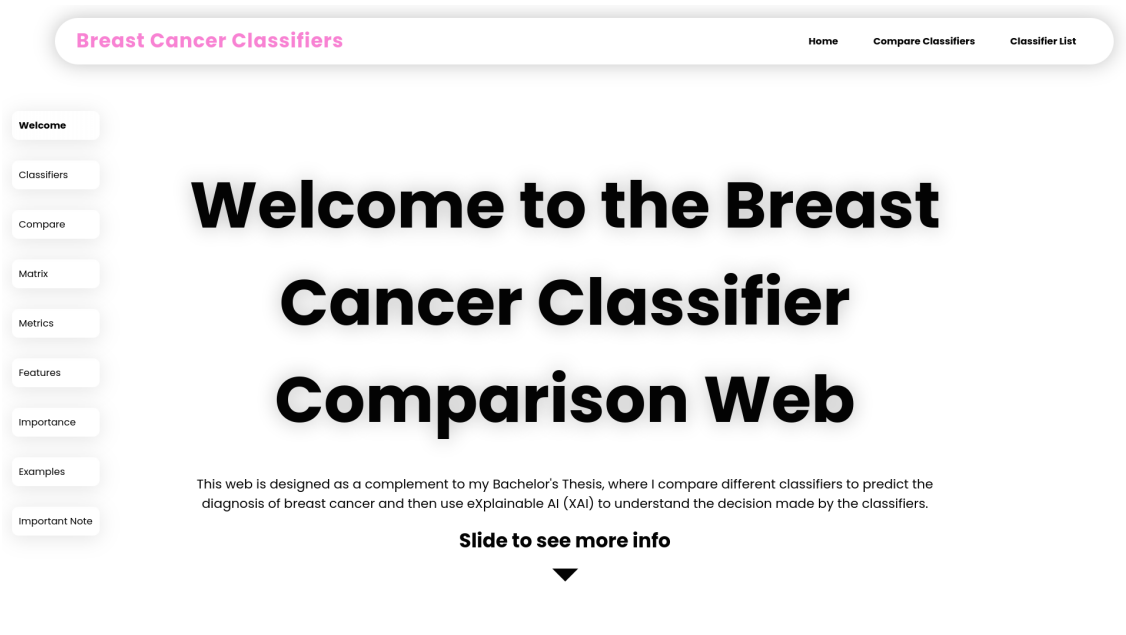 Breast Cancer Classifiers
Home
Compare Classifiers
Classifier List
Welcome
Classifiers
Compare
Matrix
Metrics
Features
Importance
Examples
Important Note
Welcome to the Breast
Cancer Classifier
Comparison Web
This web is designed as a complement to my Bachelor's Thesis, where I compare different classifiers to predict the
diagnosis of breast cancer and then use eXplainable AI (XAI) to understand the decision made by the classifiers.
Slide to see more info